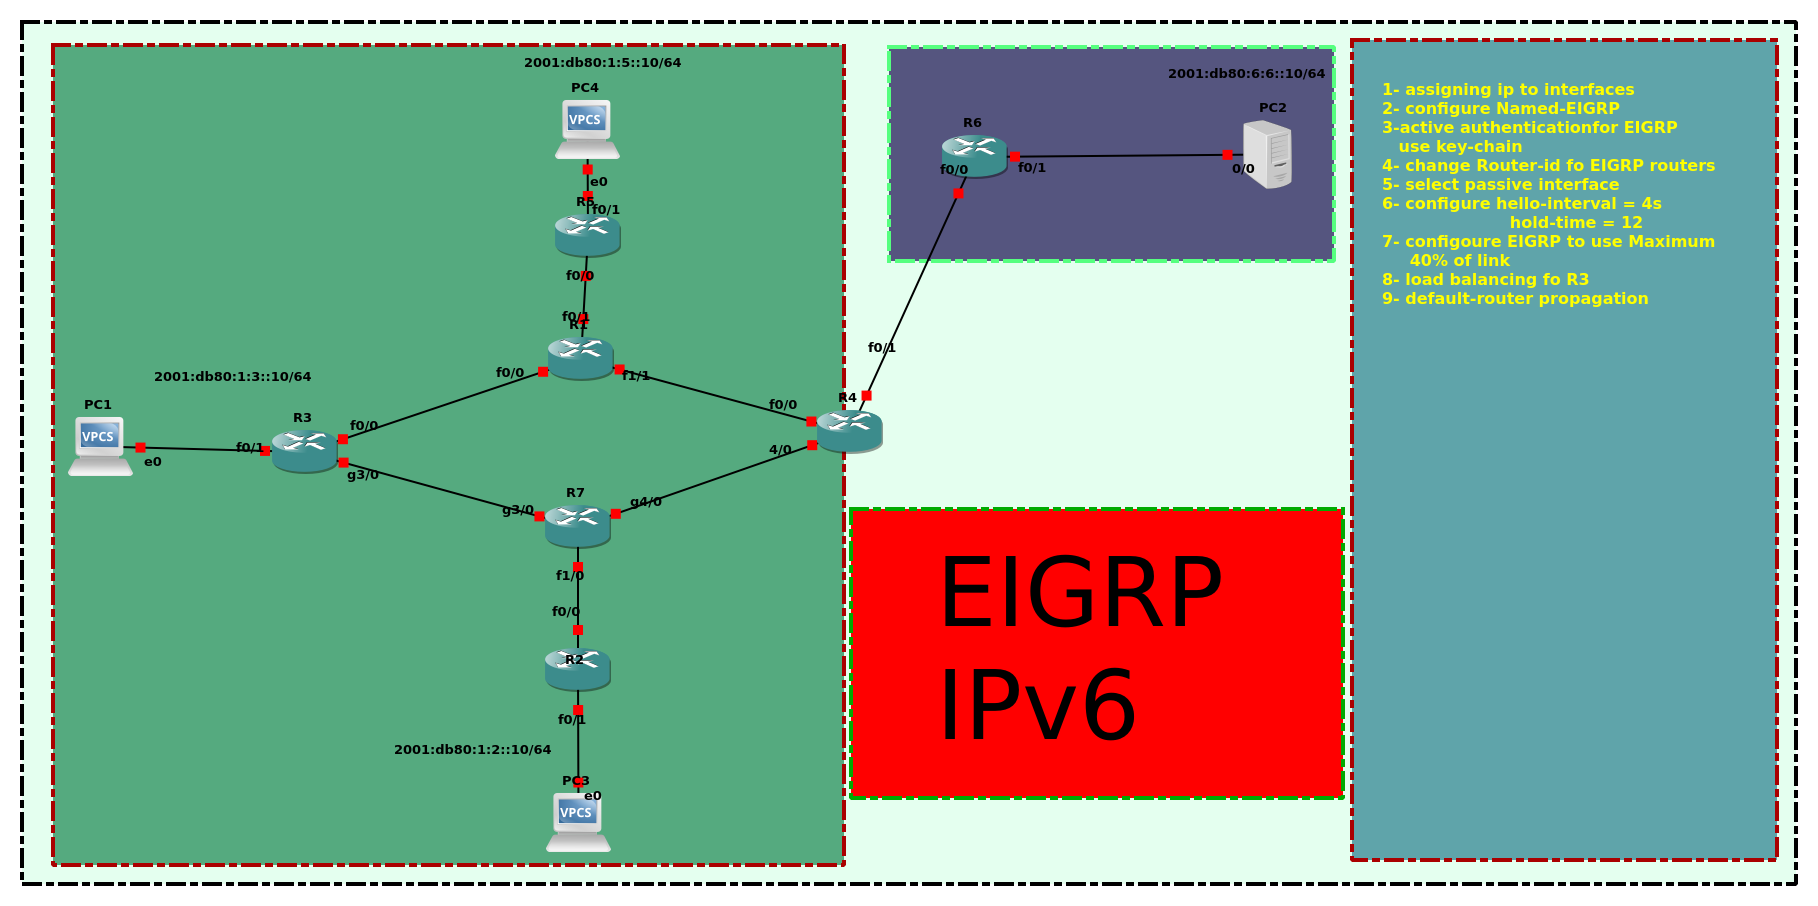 2001:db80:1:5::10/64
PC4
VPCS
e0
R5
f0/1
f0/0
f0/1
R1
f0/0
f1/1
2001:db80:1:3::10/64
PC1
VPCS
e0
f0/1
R3
f0/0
g3/0
f0/0
R4
4/0
f0/1
R7
g3/0
g4/0
f1/0
f0/0
R2
f0/1
2001:db80:1:2::10/64
PC3
e0
VPCS
2001:db80:6:6::10/64
PC2
R6
f0/0
f0/1
0/0
EIGRP
IPv6
1- assigning ip to interfaces
2- configure Named-EIGRP
3-active authenticationfor EIGRP
use key-chain
4- change Router-id fo EIGRP routers
5- select passive interface
6- configure hello-interval = 4s
hold-time = 12
7- configoure EIGRP to use Maximum
40% of link
8- load balancing fo R3
9- default-router propagation